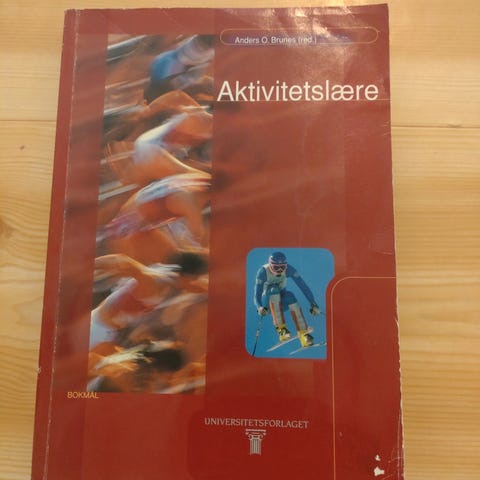 Anders O. Brunes (red.)
Aktivitetslære
BOKMÅL
UNIVERSITETSFORLAGET